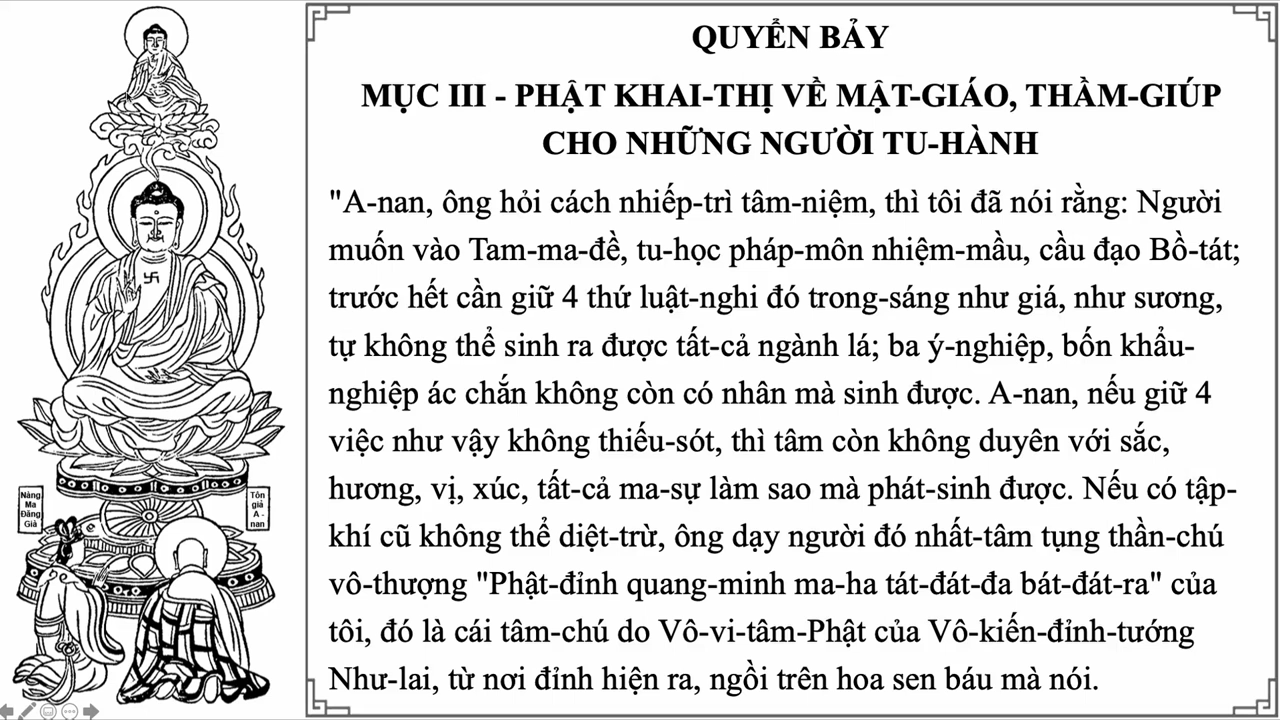 QUYỂN BẢY
MỤC III - PHẬT KHAI-THỊ VỀ MẬT-GIÁO, THẦM-GIÚP
CHO NHỮNG NGƯỜI TU-HÀNH
"A-nan, ông hỏi cách nhiếp-trì tâm-niệm, thì tôi đã nói rằng: Người
muốn vào Tam-ma-đề, tu-học pháp-môn nhiệm-mầu, cầu đạo Bồ-tát;
trước hết cần giữ 4 thứ luật-nghi đó trong-sáng như giá, như sương,
tự không thể sinh ra được tất-cả ngành lá; ba ý-nghiệp, bốn khẩu-
nghiệp ác chắn không còn có nhân mà sinh được. A-nan, nếu giữ 4
việc như vậy không thiếu-sót, thì tâm còn không duyên với sắc,
hương, vị, xúc, tất-cả ma-sự làm sao mà phát-sinh được. Nếu có tập-
khí cũ không thể diệt-trừ, ông dạy người đó nhất-tâm tụng thần-chú
vô-thượng "Phật-đỉnh quang-minh ma-ha tát-đát-đa bát-đát-ra" của
tôi, đó là cái tâm-chú do Vô-vi-tâm-Phật của Vô-kiến-đỉnh-tướng
Như-lai, từ nơi đỉnh hiện ra, ngồi trên hoa sen báu mà nói.
Nàng
Ma
Đăng
Già
Tôn
giả
A -
nan